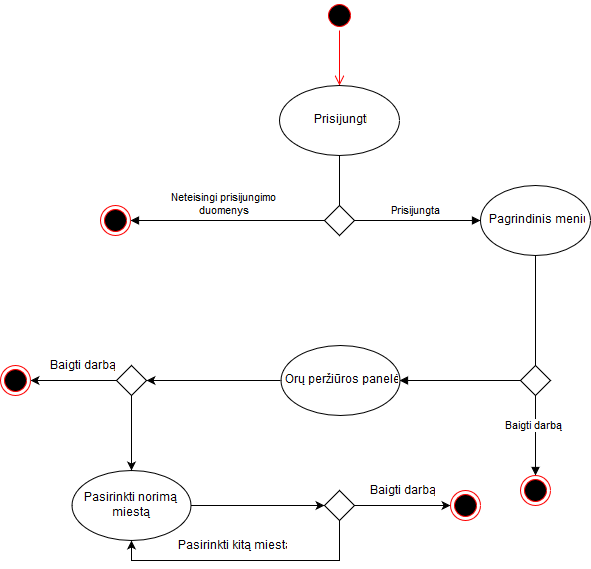 Prisijungt
Neteisingi prisijungimo
duomenys
Prisijungta
Pagrindinis meniu
Baigti darbą
Orų peržiūros panelė
Baigti darbą
Pasirinkti norimą
miestą
Baigti darbą
Pasirinkti kitą miestą